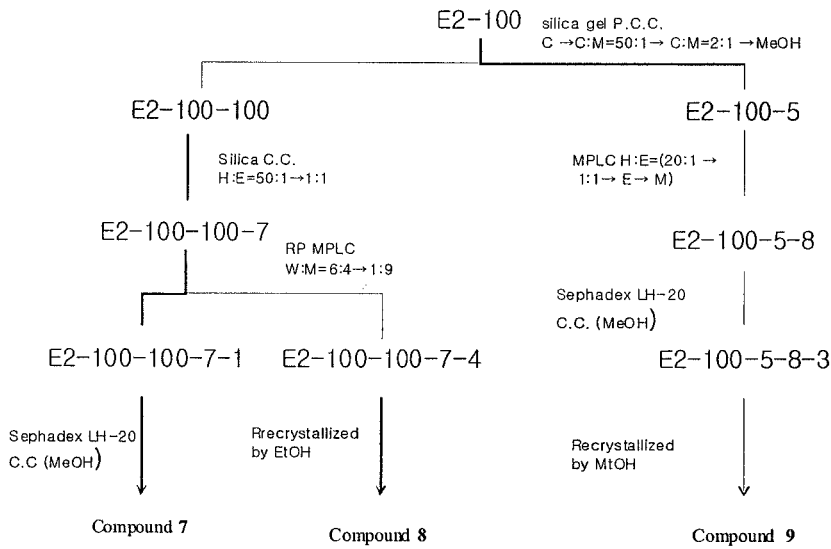 E2-100
silica gel P.C.C.
C →C:M=50:1→ C:M=2:1 →MeOH
E2-100-100
E2-100-5
Silica C.C.
H:E=50:1→1:1
MPLC H:E=(20:1 →
1:1→ E→ M)
E2-100-100-7
E2-100-5-8
RP MPLC
W:M=6:4→1:9
Sephadex LH-20
C.C. (MeOH)
E2-100-100-7-1
E2-100-100-7-4
E2-100-5-8-3
Sephadex LH-20
C.C (MeOH)
Rrecrystallized
by EtOH
Recrystallized
by MtOH
Compound 7
Compound 8
Compound 9